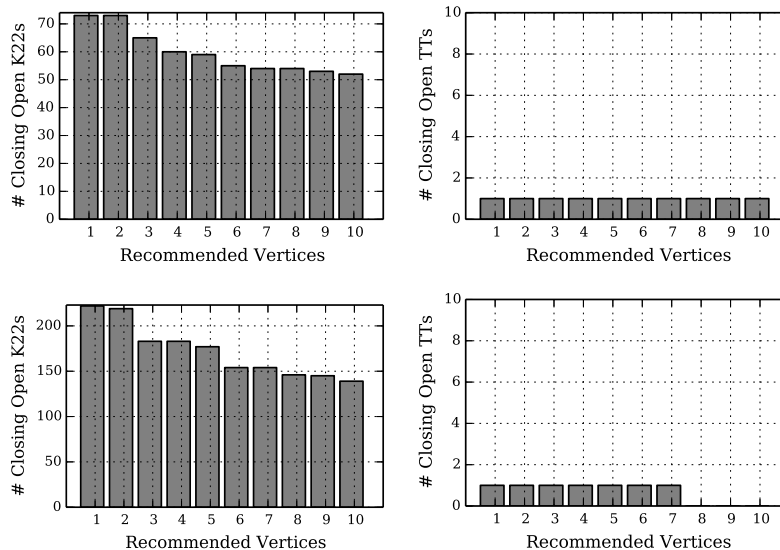 # Closing Open K22s
70
60
50
40
30
20
10
0
1 2 3 4 5 6 7 8 9 10
Recommended Vertices
# Closing Open TTs
10
8
6
4
2
0
1 2 3 4 5 6 7 8 9 10
Recommended Vertices
# Closing Open K22s
200
150
100
50
0
1 2 3 4 5 6 7 8 9 10
Recommended Vertices
# Closing Open TTs
10
8
6
4
2
0
1 2 3 4 5 6 7 8 9 10
Recommended Vertices